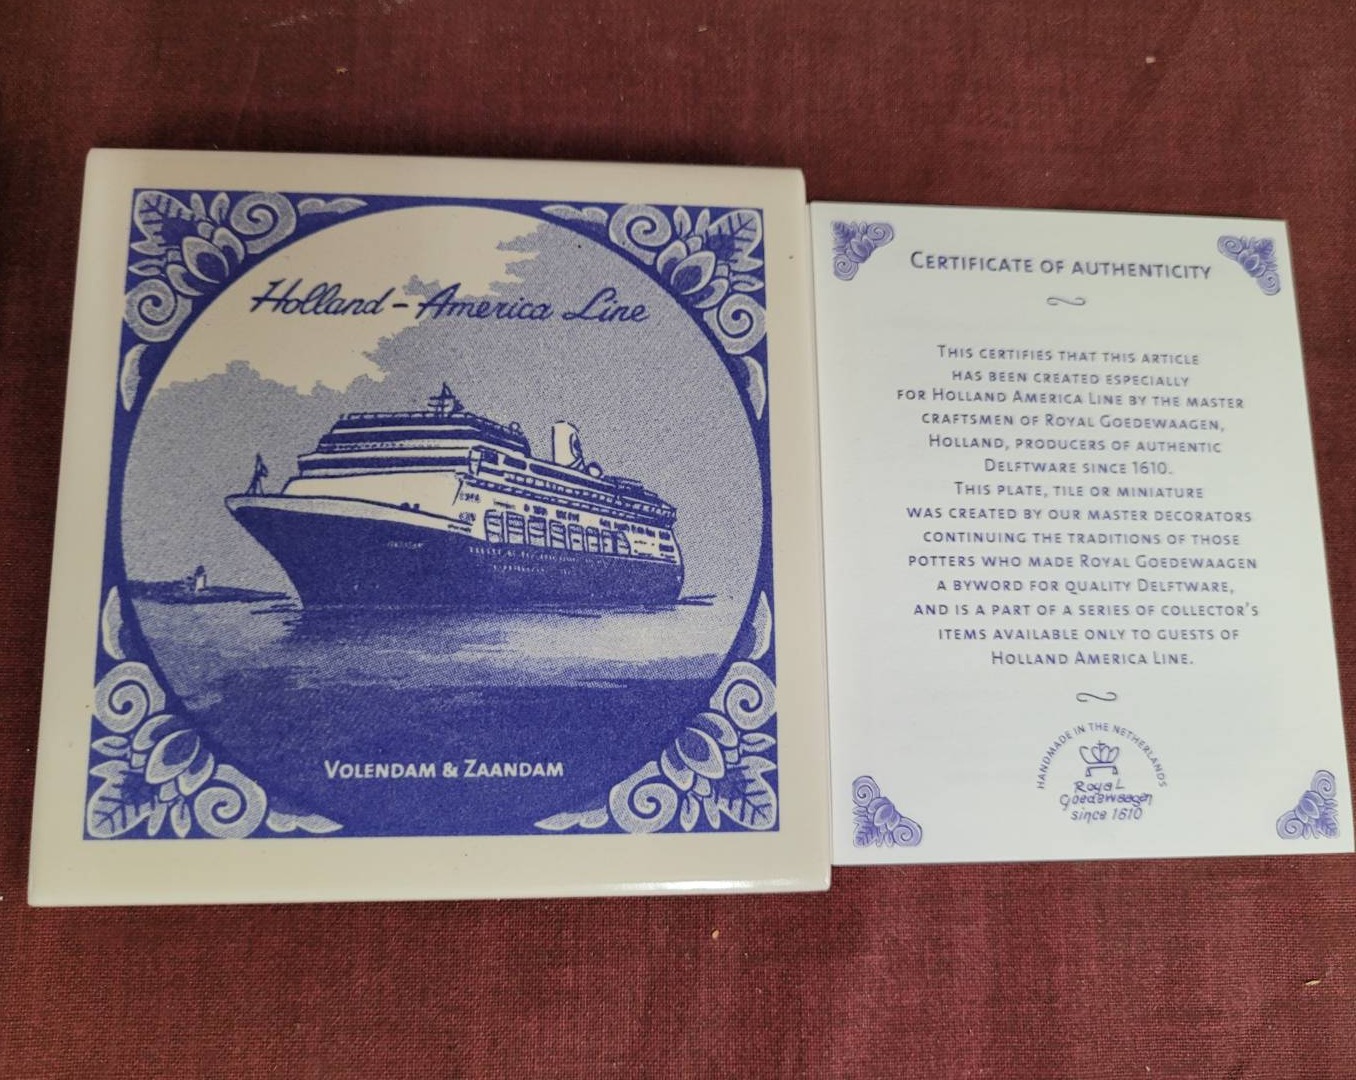 Holland-America Line
VOLENDAM & ZAANDAM
CERTIFICATE OF AUTHENTICITY
THIS CERTIFIES THAT THIS ARTICLE
HAS BEEN CREATED ESPECIALLY
FOR HOLLAND AMERICA LINE BY THE MASTER
CRAFTSMEN OF ROYAL GOEDEWAAGEN,
HOLLAND, PRODUCERS OF AUTHENTIC
DELFTWARE SINCE 1610.
THIS PLATE, TILE OR MINIATURE
WAS CREATED BY OUR MASTER DECORATORS
CONTINUING THE TRADITIONS OF THOSE
POTTERS WHO MADE ROYAL GOEDEWAAGEN
A BYWORD FOR QUALITY DELFTWARE,
AND IS A PART OF A SERIES OF COLLECTOR'S
ITEMS AVAILABLE ONLY TO GUESTS OF
HOLLAND AMERICA LINE.
HANDMADE IN THE NETHERLANDS
Royal
Goedewaagen
since 1610